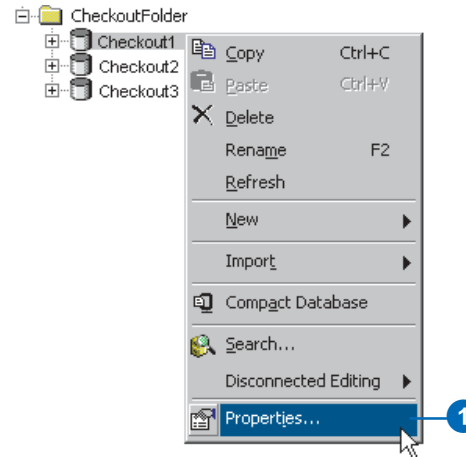 CheckoutFolder
Checkout1
Checkout2
Checkout3
Copy Ctrl+C
Paste Ctrl+V
Delete
Rename F2
Refresh
New
Import
Compact Database
Search...
Disconnected Editing
Properties...
1